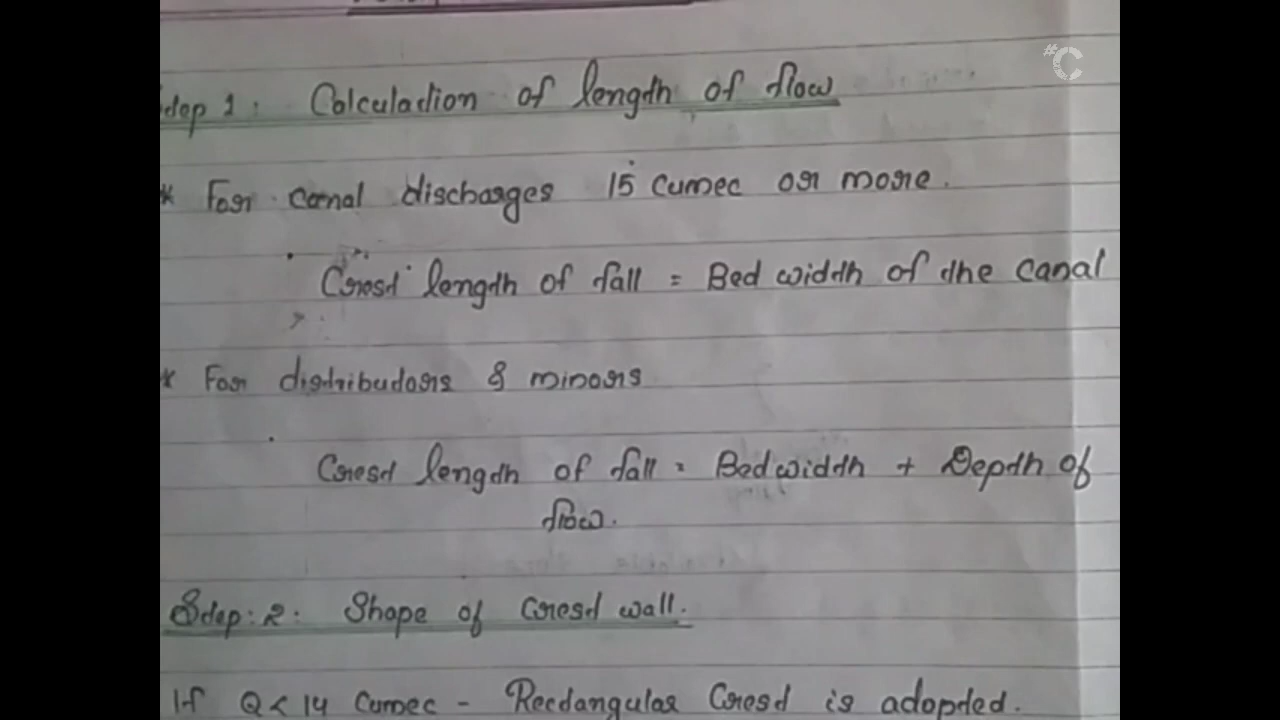 #C
Step 1: Calculation of length of flow
* For canal discharges 15 cumec or more.
Crest length of fall = Bed width of the canal
* For distributors & minors
Crest length of fall = Bed width + Depth of
flow.
Step: 2: Shape of Crest wall.
If Q < 14 Cumec - Rectangular Crest is adopted.